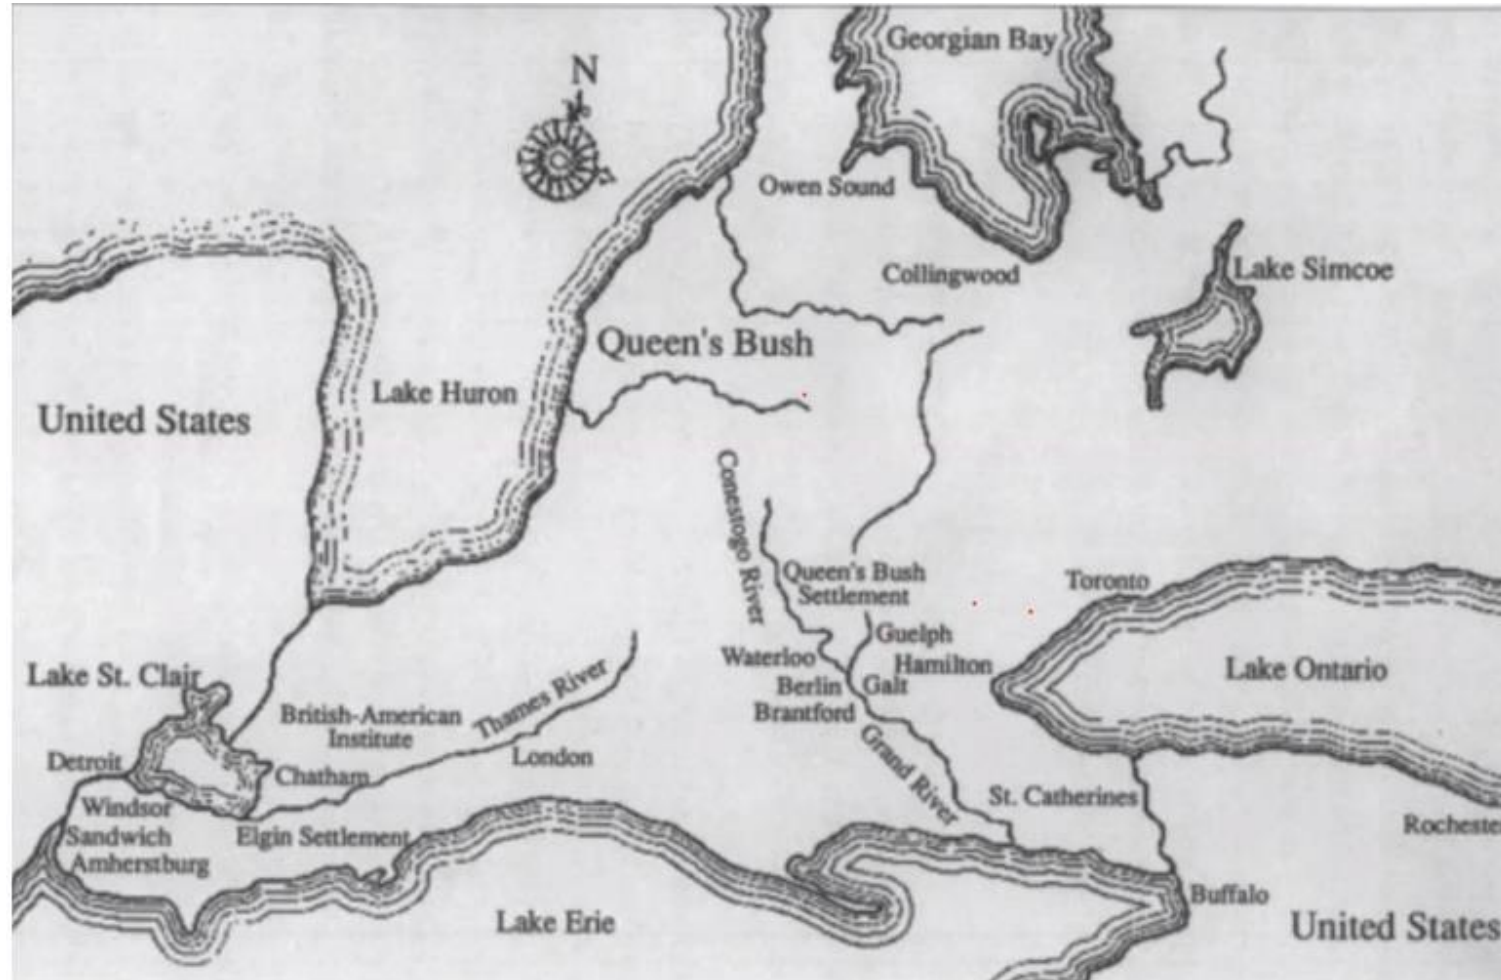 Georgian Bay
N
Owen Sound
Collingwood
Lake Simcoe
Queen's Bush
Lake Huron
United States
Conestogo River
Queen's Bush
Settlement
Toronto
Guelph
Waterloo
Hamilton
Lake Ontario
Berlin
Galt
Brantford
Lake St. Clair
British-American
Institute
Thames River
London
Grand River
Detroit
Chatham
Windsor
Sandwich
Amherstburg
Elgin Settlement
St. Catherines
Rocheste
Buffalo
Lake Erie
United States